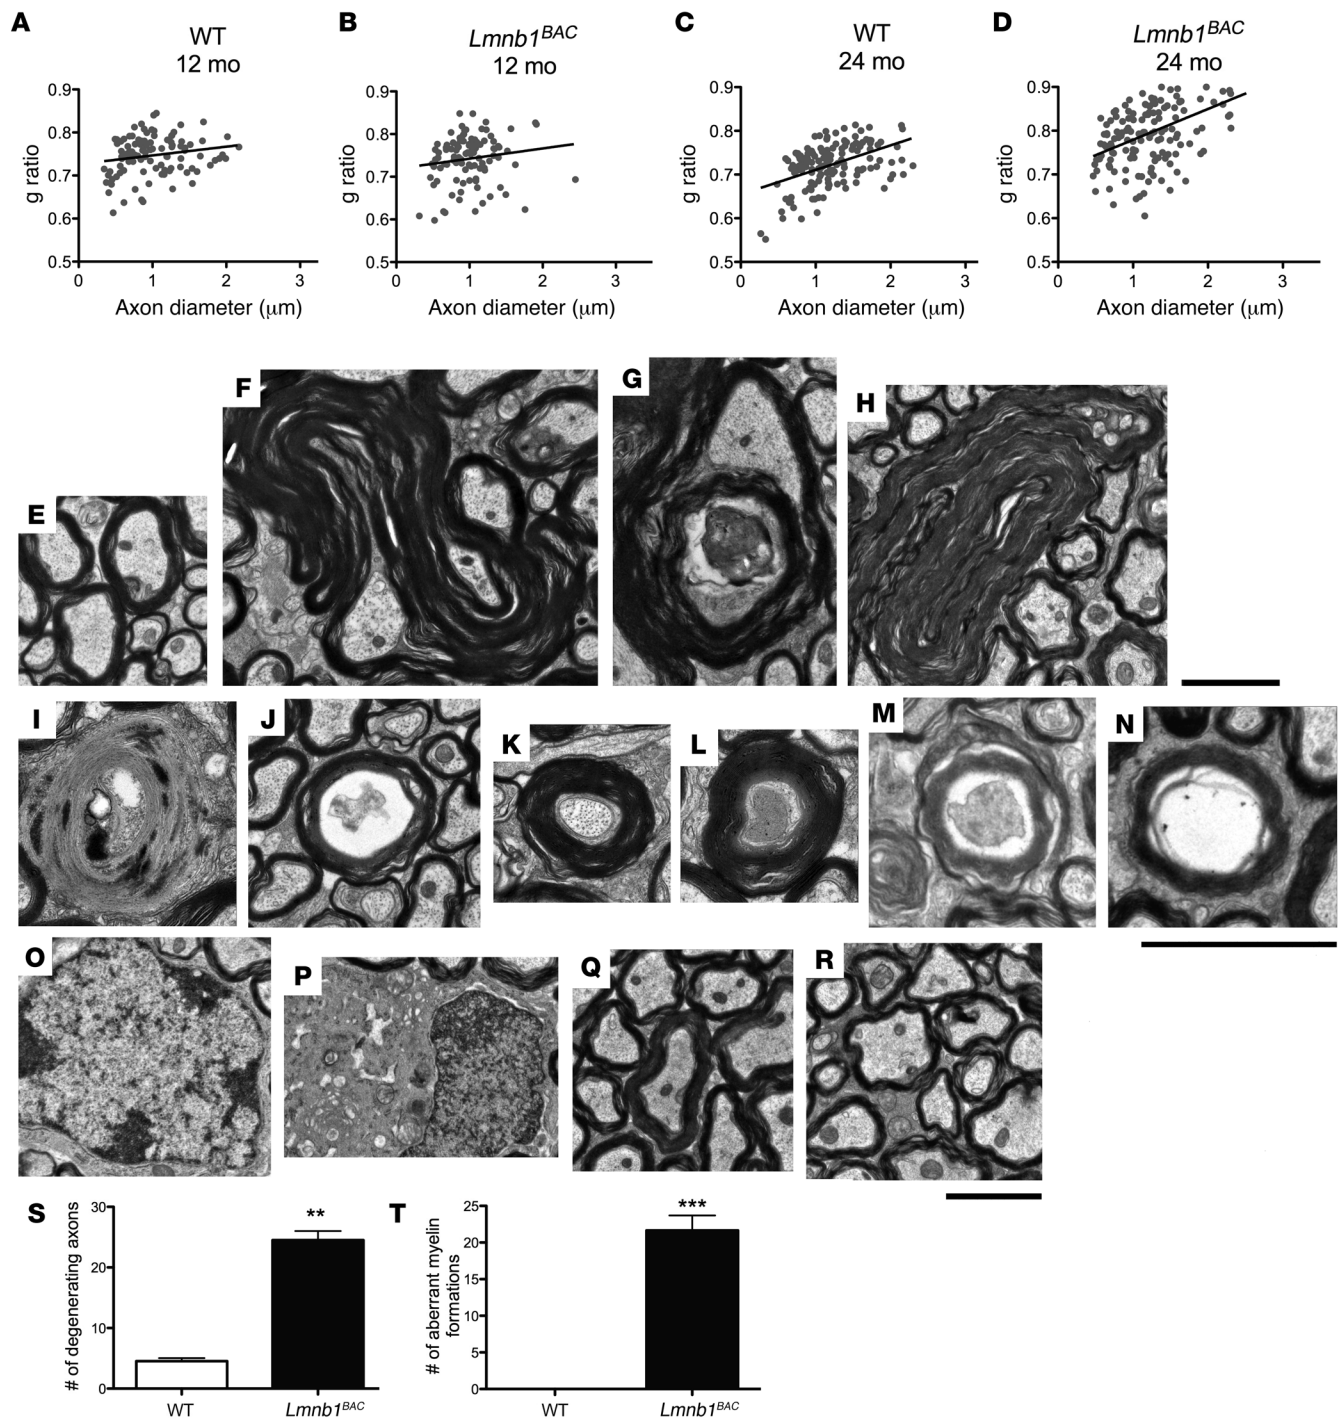 A
WT
12 mo
g ratio
0.9
0.8
0.7
0.6
0.5
0 1 2 3
Axon diameter (μm)
B
Lmnb1BAC
12 mo
g ratio
0.9
0.8
0.7
0.6
0.5
0 1 2 3
Axon diameter (μm)
C
WT
24 mo
g ratio
0.9
0.8
0.7
0.6
0.5
0 1 2 3
Axon diameter (μm)
D
Lmnb1BAC
24 mo
g ratio
0.9
0.8
0.7
0.6
0.5
0 1 2 3
Axon diameter (μm)
E
F
G
H
I
J
K
L
M
N
O
P
Q
R
S
# of degenerating axons
30
20
10
0
**
WT Lmnb1BAC
T
# of aberrant myelin
formations
25
20
15
10
5
0
***
WT Lmnb1BAC